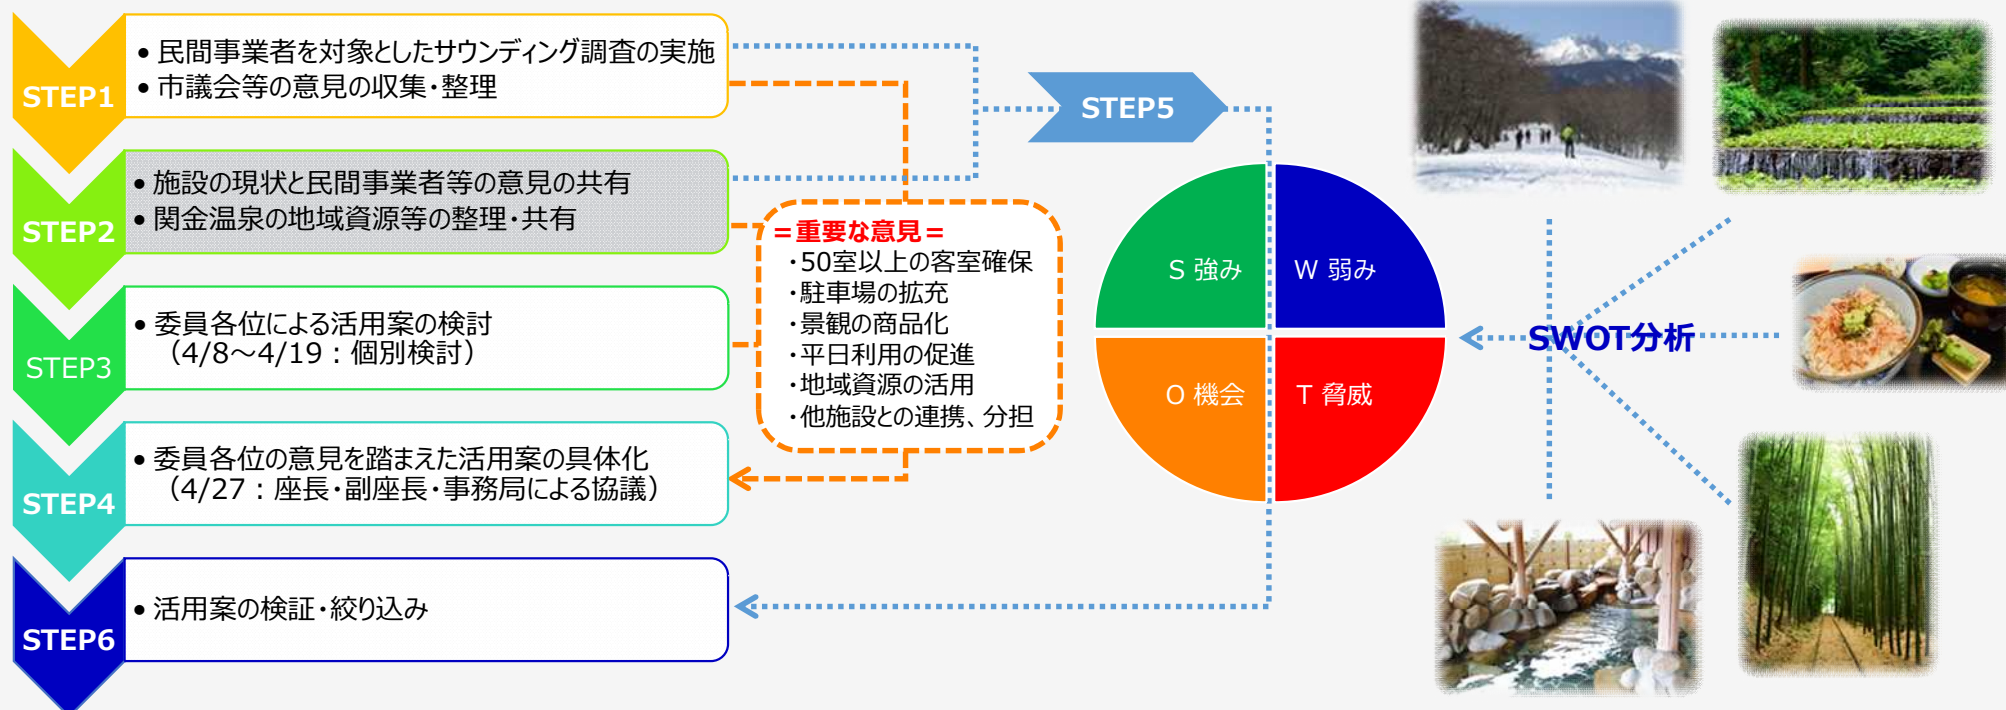 STEP1
• 民間事業者を対象としたサウンディング調査の実施
• 市議会等の意見の収集・整理
STEP2
• 施設の現状と民間事業者等の意見の共有
• 関金温泉の地域資源等の整理・共有
STEP3
• 委員各位による活用案の検討
（4/8～4/19：個別検討）
STEP4
• 委員各位の意見を踏まえた活用案の具体化
（4/27：座長・副座長・事務局による協議）
STEP6
• 活用案の検証・絞り込み
＝重要な意見＝
・50室以上の客室確保
・駐車場の拡充
・景観の商品化
・平日利用の促進
・地域資源の活用
・他施設との連携、分担
STEP5
S 強み
W 弱み
O 機会
T 脅威
SWOT分析